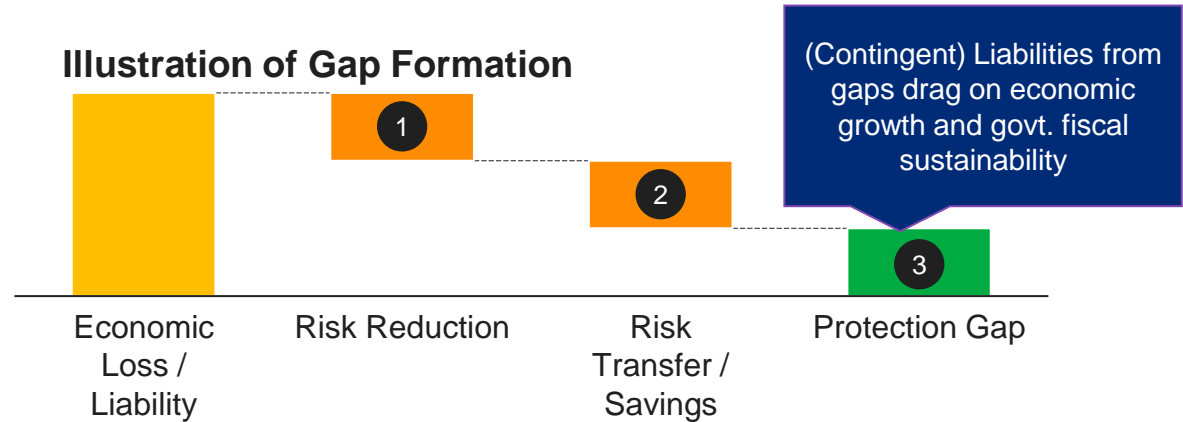 Illustration of Gap Formation
(Contingent) Liabilities from
gaps drag on economic
growth and govt. fiscal
sustainability
1
2
3
Economic
Loss /
Liability
Risk Reduction
Risk
Transfer /
Savings
Protection Gap